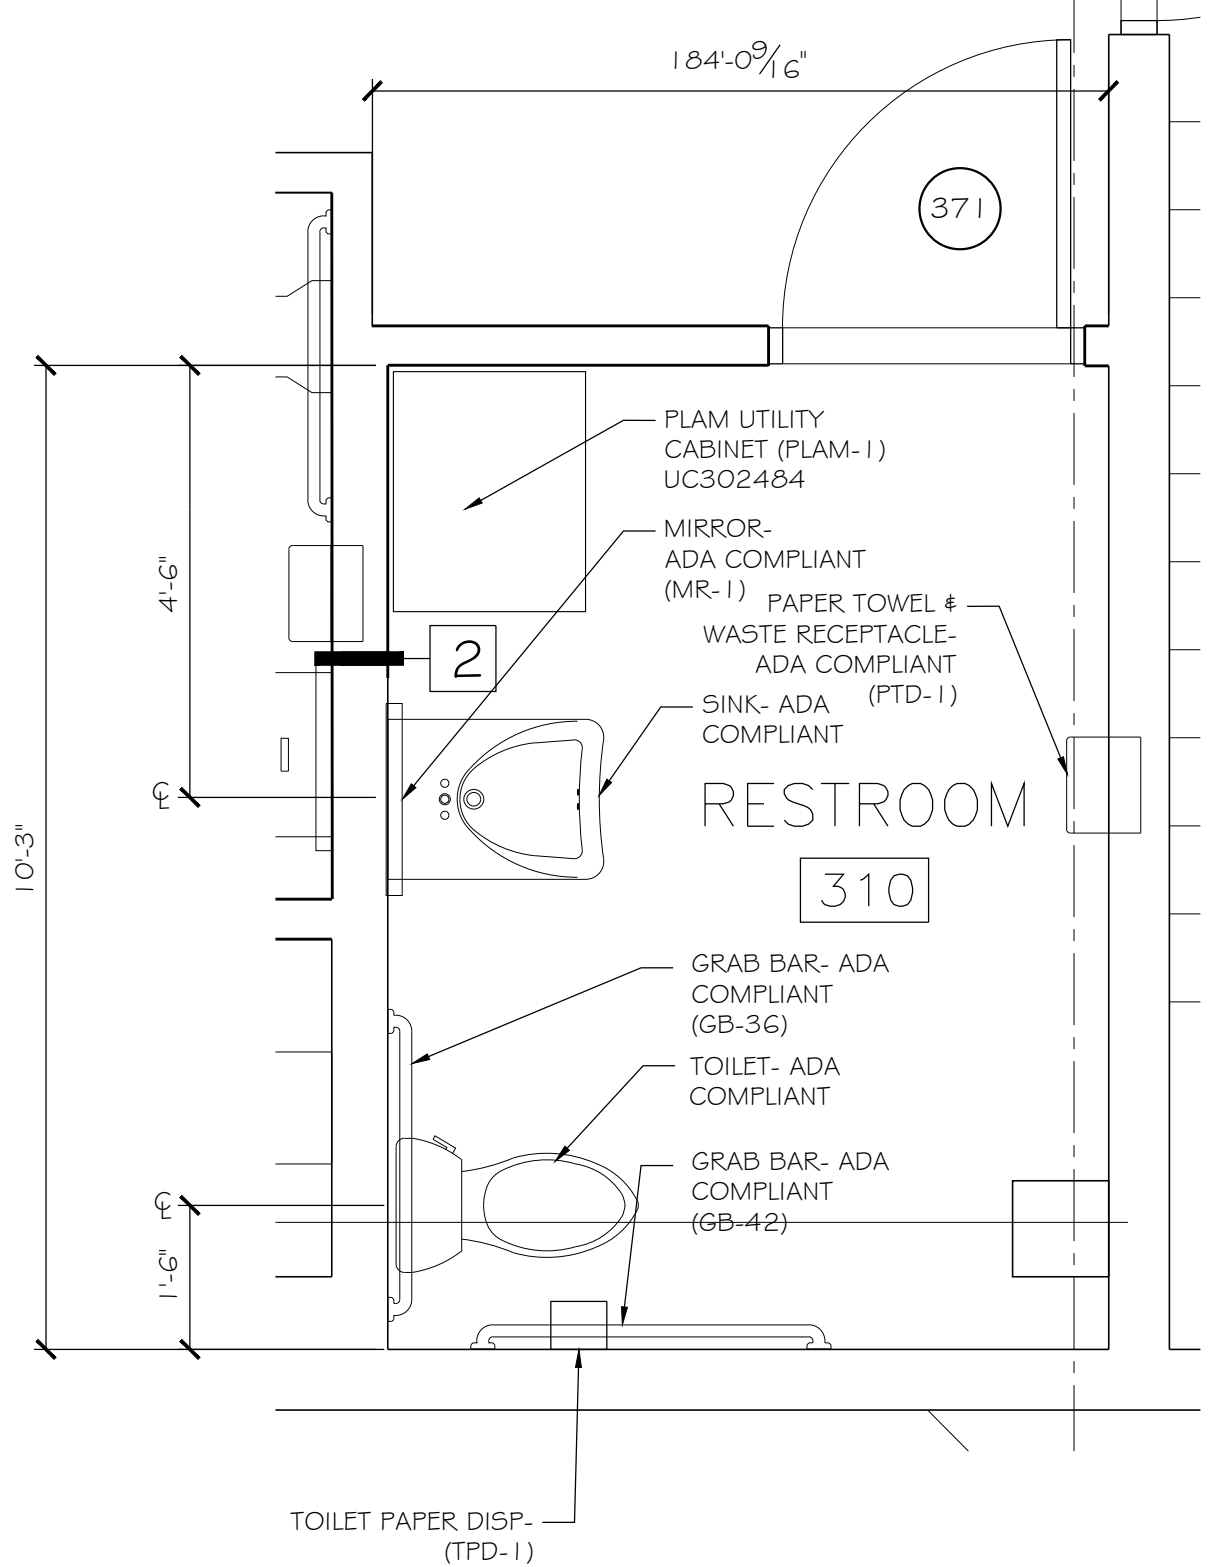 184'-0 9/16"
371
PLAM UTILITY
CABINET (PLAM-1)
UC302484
MIRROR-
ADA COMPLIANT
(MR-1)
PAPER TOWEL &
WASTE RECEPTACLE-
ADA COMPLIANT
(PTD-1)
4'-6"
2
SINK- ADA
COMPLIANT
℄
RESTROOM
310
10'-3"
GRAB BAR- ADA
COMPLIANT
(GB-36)
TOILET- ADA
COMPLIANT
GRAB BAR- ADA
COMPLIANT
(GB-42)
℄
1'-6"
TOILET PAPER DISP-
(TPD-1)